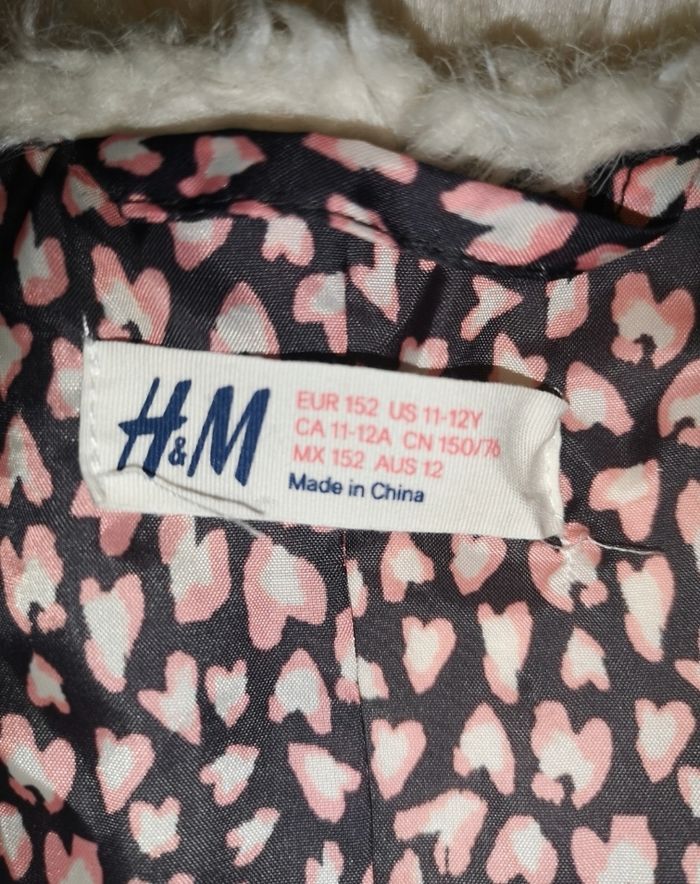 H&M
EUR 152 US 11-12Y
CA 11-12A CN 150/76
MX 152 AUS 12
Made in China